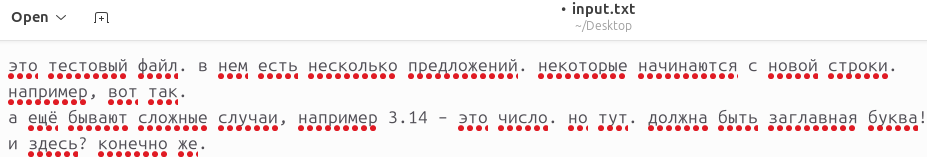 Open
• input.txt
~/Desktop
это тестовый файл. в нем есть несколько предложений. некоторые начинаются с новой строки.
например, вот так.
а ещё бывают сложные случаи, например 3.14 – это число. но тут. должна быть заглавная буква!
и здесь? конечно же.